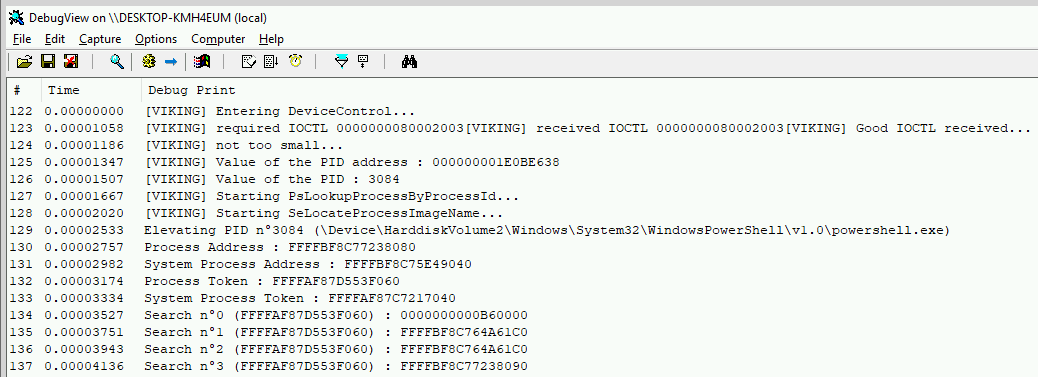 DebugView on \\DESKTOP-KMH4EUM (local)
File Edit Capture Options Computer Help
# Time Debug Print
122 0.00000000 [VIKING] Entering DeviceControl...
123 0.00001058 [VIKING] required IOCTL 0000000080002003[VIKING] received IOCTL 0000000080002003[VIKING] Good IOCTL received...
124 0.00001186 [VIKING] not too small...
125 0.00001347 [VIKING] Value of the PID address : 000000001E0BE638
126 0.00001507 [VIKING] Value of the PID : 3084
127 0.00001667 [VIKING] Starting PsLookupProcessByProcessId...
128 0.00002020 [VIKING] Starting SeLocateProcessImageName...
129 0.00002533 Elevating PID n°3084 (\Device\HarddiskVolume2\Windows\System32\WindowsPowerShell\v1.0\powershell.exe)
130 0.00002757 Process Address : FFFFBF8C77238080
131 0.00002982 System Process Address : FFFFBF8C75E49040
132 0.00003174 Process Token : FFFFAF87D553F060
133 0.00003334 System Process Token : FFFFAF87C7217040
134 0.00003527 Search n°0 (FFFFAF87D553F060) : 0000000000B60000
135 0.00003751 Search n°1 (FFFFAF87D553F060) : FFFFBF8C764A61C0
136 0.00003943 Search n°2 (FFFFAF87D553F060) : FFFFBF8C764A61C0
137 0.00004136 Search n°3 (FFFFAF87D553F060) : FFFFBF8C77238090